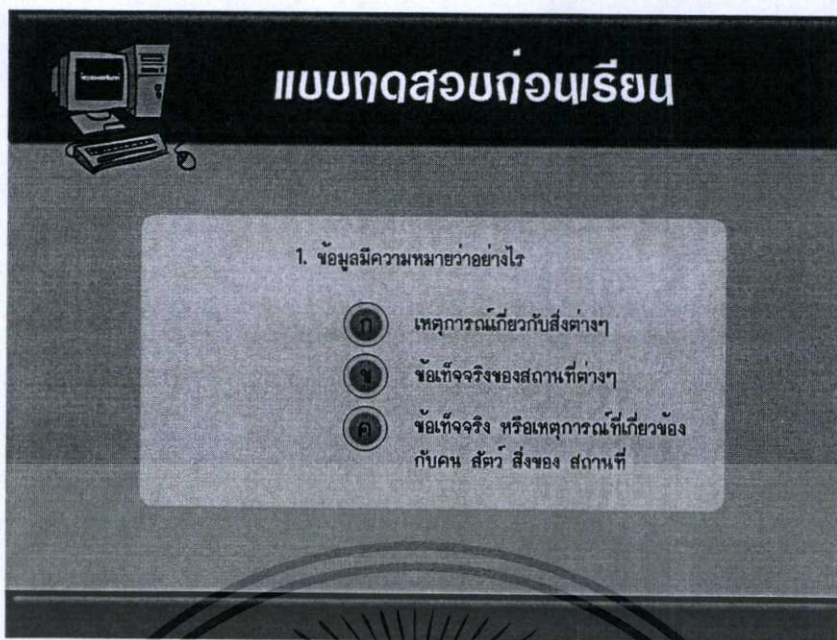 แบบทดสอบก่อนเรียน
1. ข้อมูลมีความหมายว่าอย่างไร
ก เหตุการณ์เกี่ยวกับสิ่งต่างๆ
ข ข้อเท็จจริงของสถานที่ต่างๆ
ค ข้อเท็จจริง หรือเหตุการณ์ที่เกี่ยวข้อง
กับคน สัตว์ สิ่งของ สถานที่